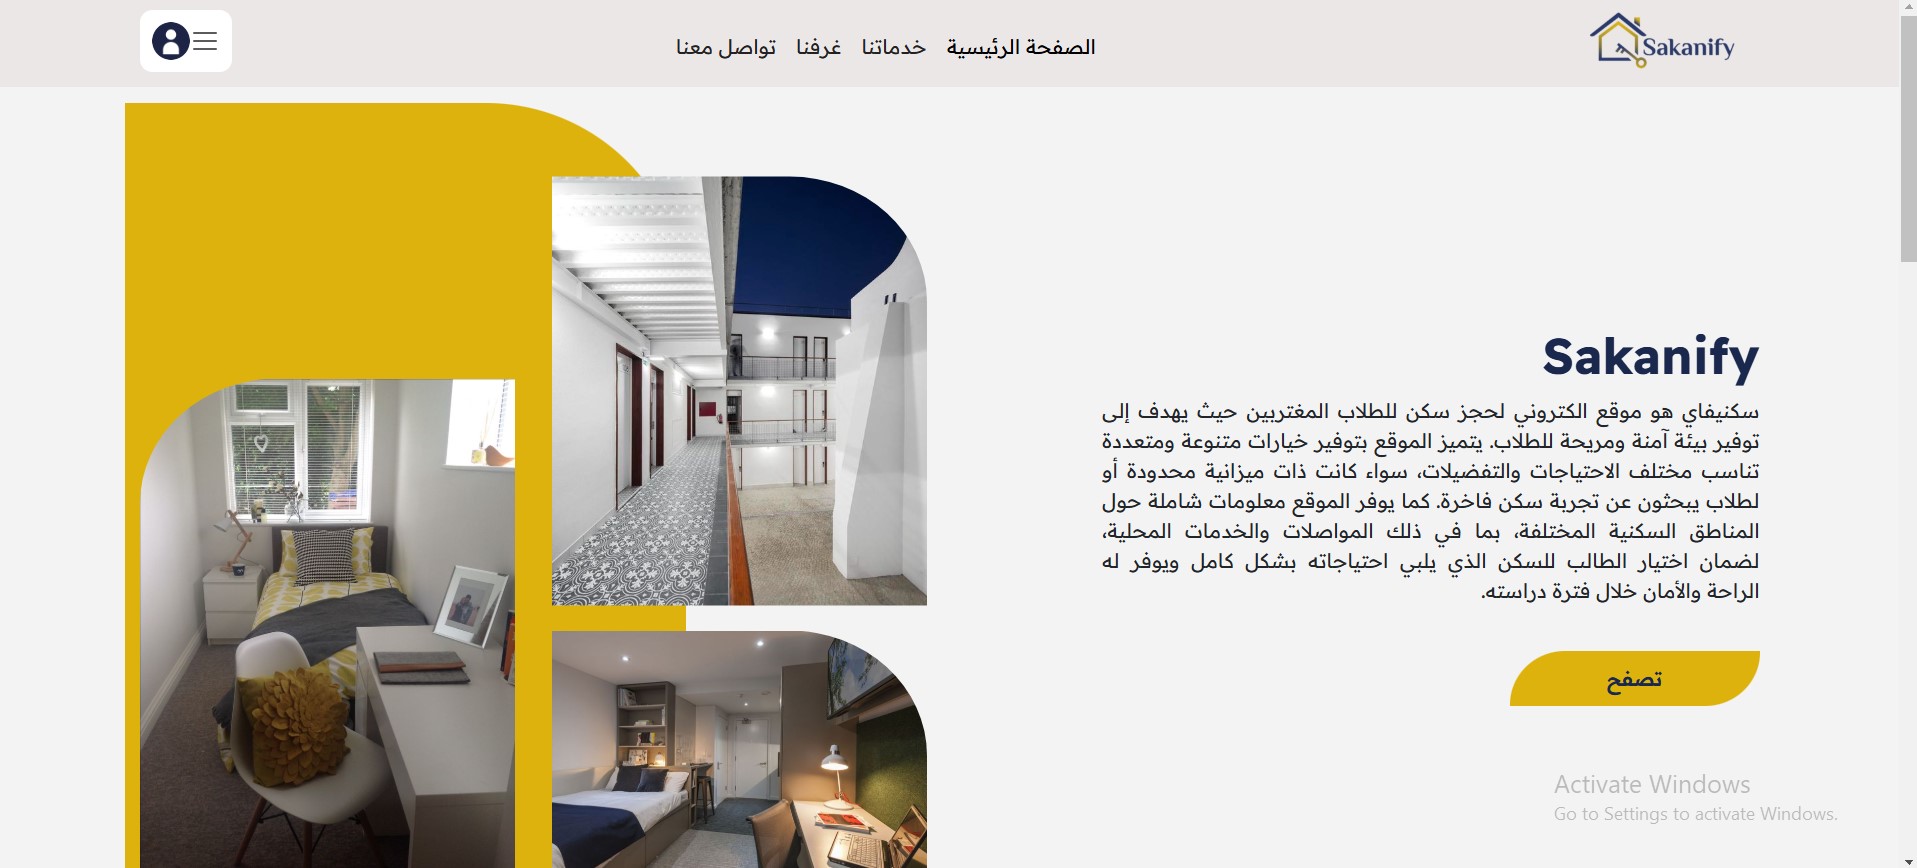 Sakanify
الصفحة الرئيسية
خدماتنا
غرفنا
تواصل معنا
Sakanify
سكنيفاي هو موقع الكتروني لحجز سكن للطلاب المغتربين حيث يهدف إلى
توفير بيئة آمنة ومريحة للطلاب. يتميز الموقع بتوفير خيارات متنوعة ومتعددة
تناسب مختلف الاحتياجات والتفضيلات، سواء كانت ذات ميزانية محدودة أو
لطلاب يبحثون عن تجربة سكن فاخرة. كما يوفر الموقع معلومات شاملة حول
المناطق السكنية المختلفة، بما في ذلك المواصلات والخدمات المحلية،
لضمان اختيار الطالب للسكن الذي يلبي احتياجاته بشكل كامل ويوفر له
الراحة والأمان خلال فترة دراسته.
تصفح
Activate Windows
Go to Settings to activate Windows.